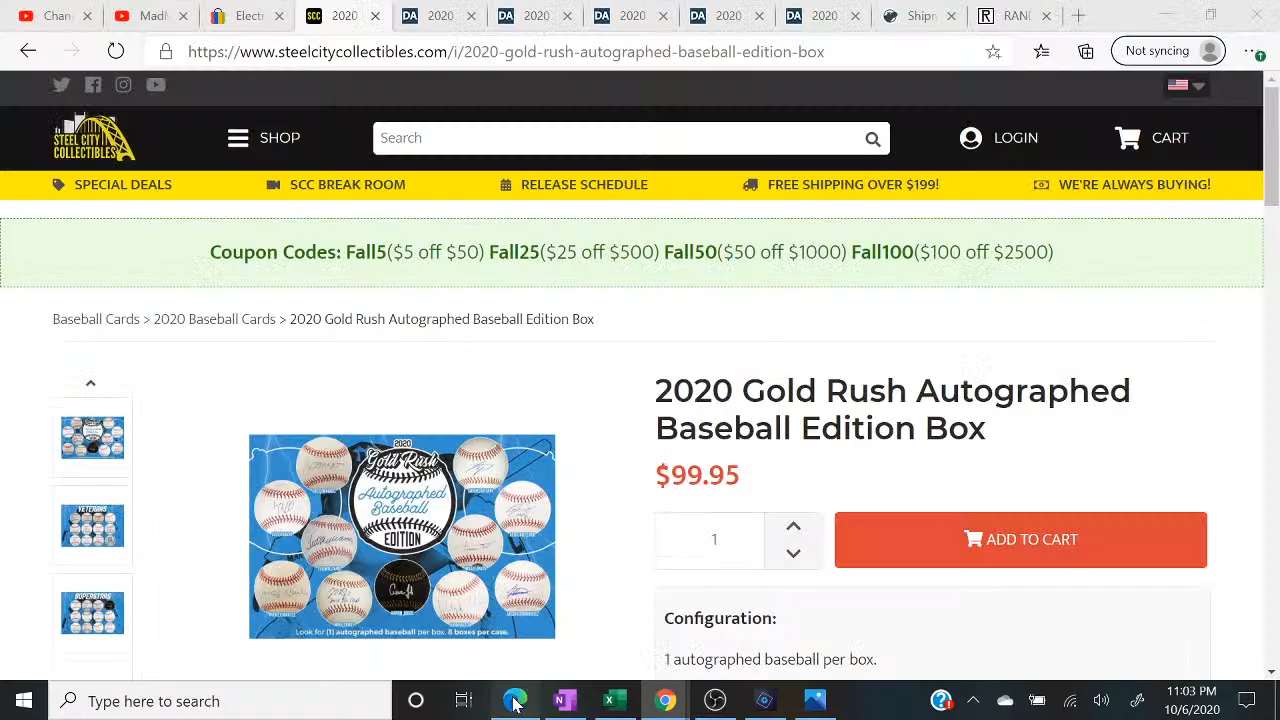 Chan
Madl
Electr
SCC 2020
DA 2020
DA 2020
DA 2020
DA 2020
DA 2020
Shipm
R RANI
https://www.steelcitycollectibles.com/i/2020-gold-rush-autographed-baseball-edition-box
Not syncing
STEEL CITY
COLLECTIBLES
SHOP
Search
LOGIN
CART
SPECIAL DEALS
SCC BREAK ROOM
RELEASE SCHEDULE
FREE SHIPPING OVER $199!
WE'RE ALWAYS BUYING!
Coupon Codes: Fall5($5 off $50) Fall25($25 off $500) Fall50($50 off $1000) Fall100($100 off $2500)
Baseball Cards > 2020 Baseball Cards > 2020 Gold Rush Autographed Baseball Edition Box
2020 Gold Rush Autographed
Baseball Edition Box
$99.95
1
ADD TO CART
Configuration:
1 autographed baseball per box.
VETERANS
SUPERSTARS
2020
Gold Rush
Autographed
Baseball
EDITION
Look for (1) autographed baseball per box. 8 boxes per case.
Type here to search
11:03 PM
10/6/2020